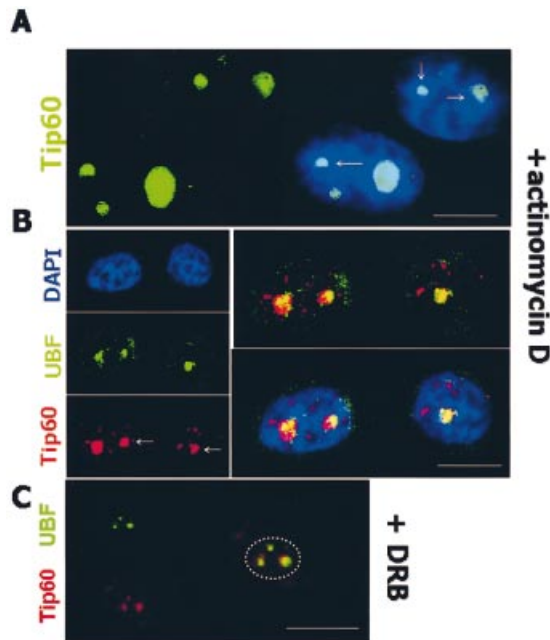 A
Tip60
+actinomycin D
B
DAPI
UBF
Tip60
C
UBF
Tip60
+ DRB